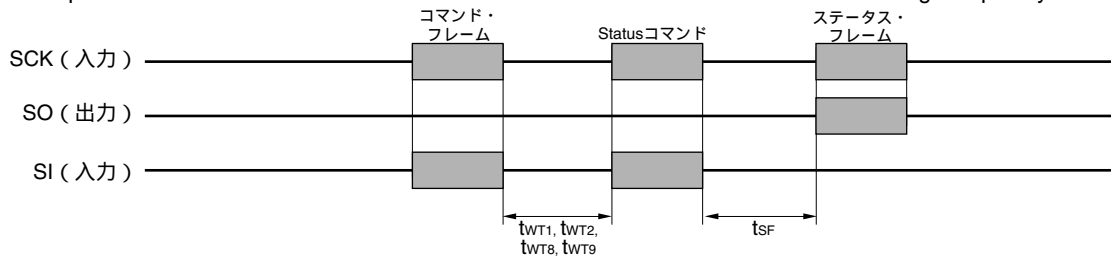 コマンド・
フレーム
Statusコマンド
ステータス・
フレーム
SCK（入力）
SO（出力）
SI（入力）
tWT1, tWT2,
tWT8, tWT9
tSF